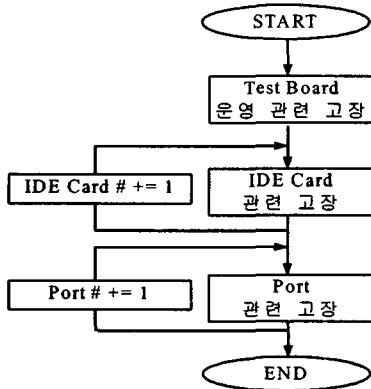 START
Test Board
운영 관련 고장
IDE Card # += 1
IDE Card
관련 고장
Port # += 1
Port
관련 고장
END